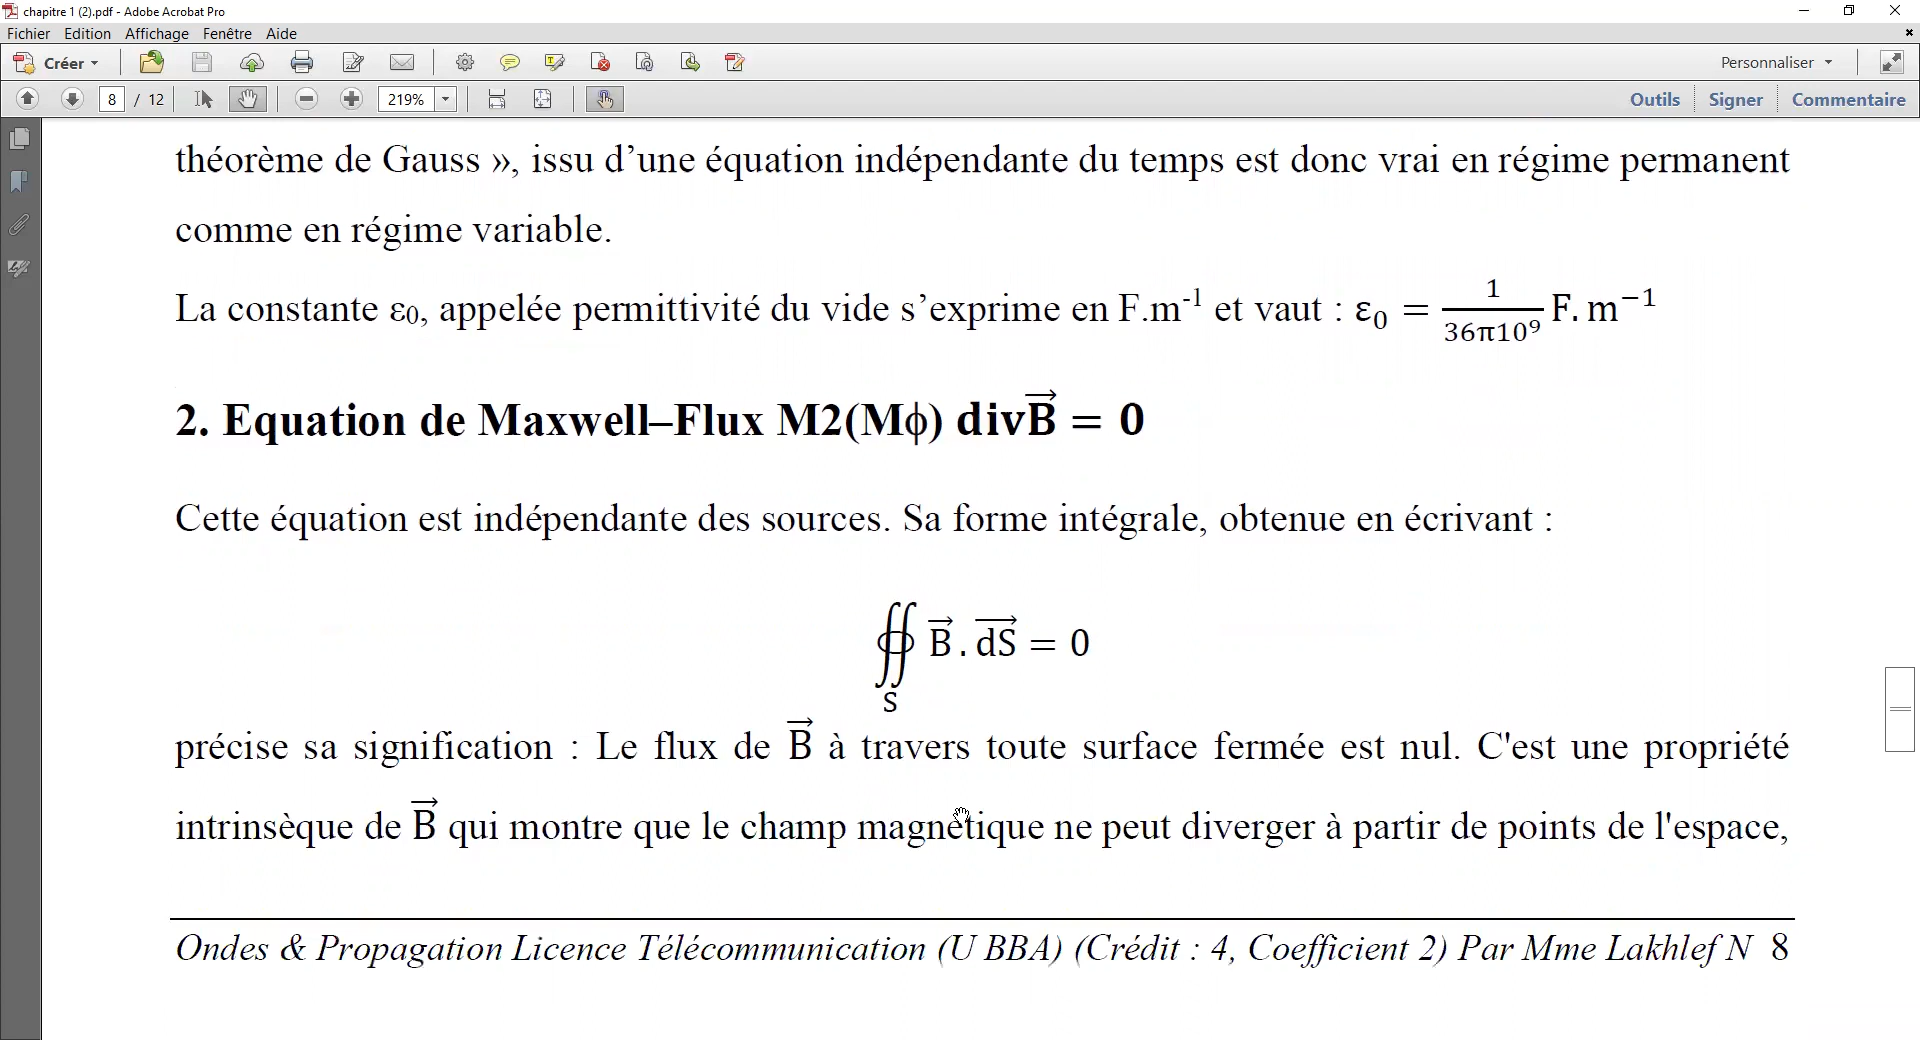 chapitre 1 (2).pdf - Adobe Acrobat Pro
Fichier Edition Affichage Fenêtre Aide
Créer Personnaliser
8 / 12 219% Outils Signer Commentaire
théorème de Gauss », issu d’une équation indépendante du temps est donc vrai en régime permanent
comme en régime variable.
La constante ε₀, appelée permittivité du vide s’exprime en F.m⁻¹ et vaut : ε₀ = 1/(36π10⁹) F. m⁻¹
2. Equation de Maxwell–Flux M2(Mϕ) divB⃗ = 0
Cette équation est indépendante des sources. Sa forme intégrale, obtenue en écrivant :
∯_S B⃗ . dS⃗ = 0
précise sa signification : Le flux de B⃗ à travers toute surface fermée est nul. C'est une propriété
intrinsèque de B⃗ qui montre que le champ magnétique ne peut diverger à partir de points de l'espace,
Ondes & Propagation Licence Télécommunication (U BBA) (Crédit : 4, Coefficient 2) Par Mme Lakhlef N 8